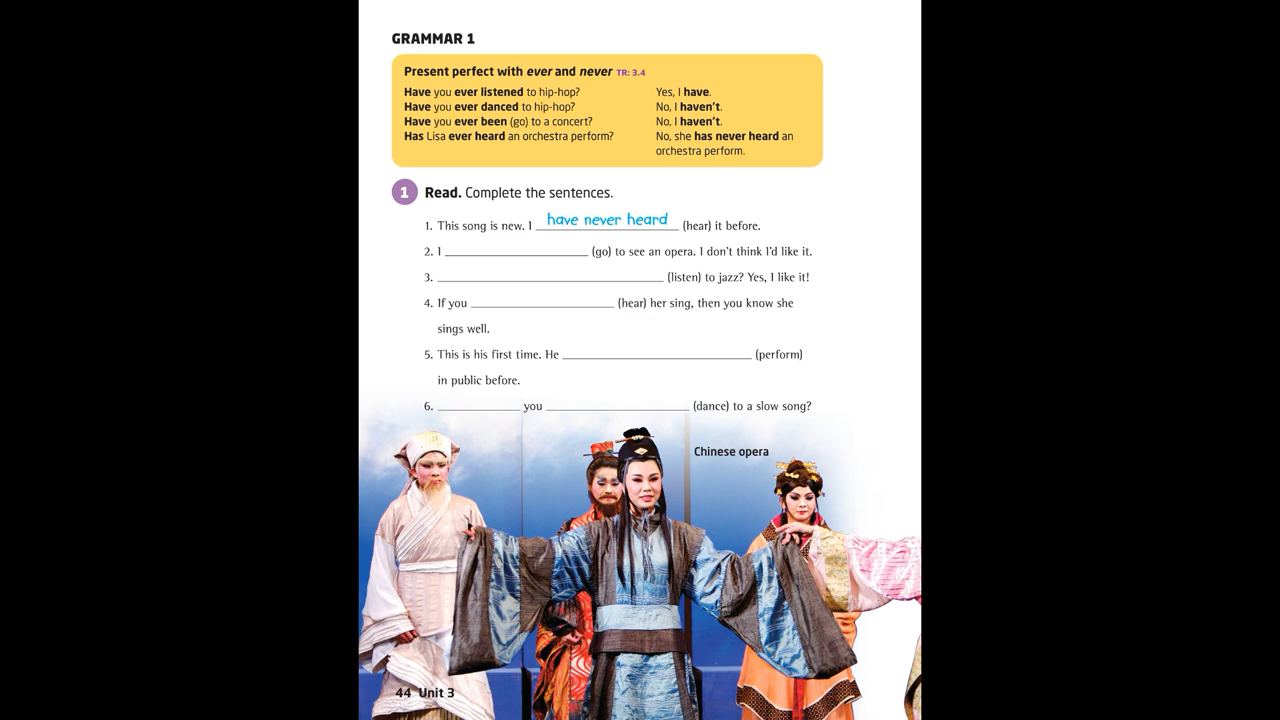 GRAMMAR 1
Present perfect with ever and never TR: 3.4
Have you ever listened to hip-hop? Yes, I have.
Have you ever danced to hip-hop? No, I haven't.
Have you ever been (go) to a concert? No, I haven't.
Has Lisa ever heard an orchestra perform? No, she has never heard an
orchestra perform.
1 Read. Complete the sentences.
1. This song is new. I have never heard (hear) it before.
2. I ____________ (go) to see an opera. I don't think I'd like it.
3. ____________ (listen) to jazz? Yes, I like it!
4. If you ____________ (hear) her sing, then you know she
sings well.
5. This is his first time. He ____________ (perform)
in public before.
6. ____________ you ____________ (dance) to a slow song?
Chinese opera
44 Unit 3